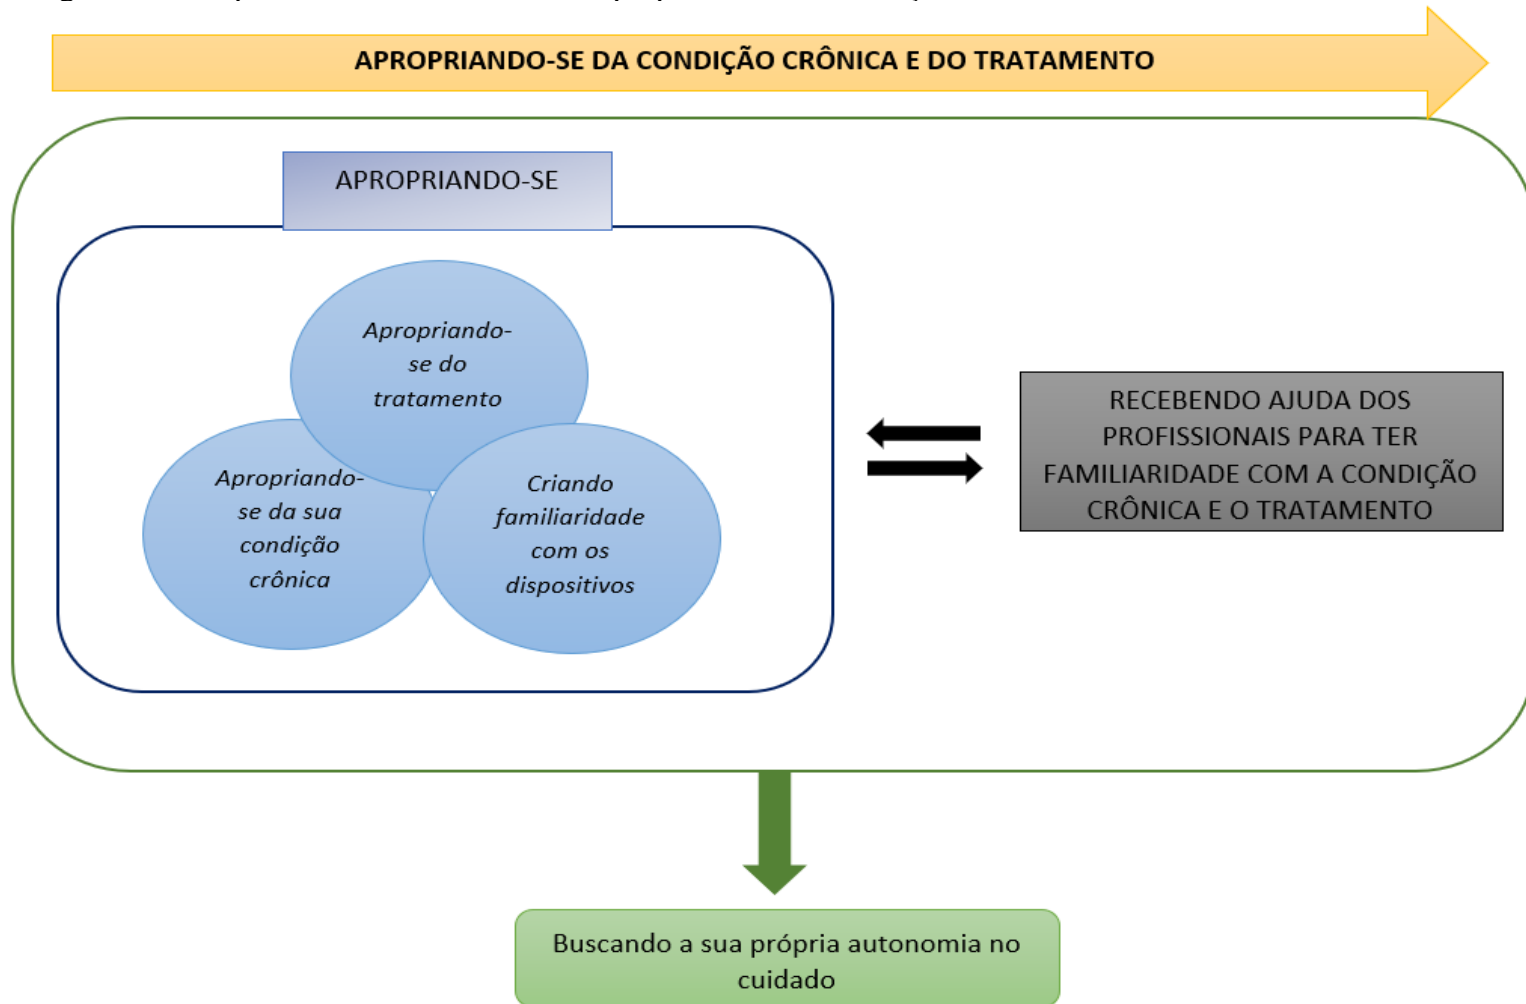 APROPRIANDO-SE DA CONDIÇÃO CRÔNICA E DO TRATAMENTO
APROPRIANDO-SE
Apropriando-
se do
tratamento
Apropriando-
se da sua
condição
crônica
Criando
familiaridade
com os
dispositivos
RECEBENDO AJUDA DOS
PROFISSIONAIS PARA TER
FAMILIARIDADE COM A CONDIÇÃO
CRÔNICA E O TRATAMENTO
Buscando a sua própria autonomia no
cuidado